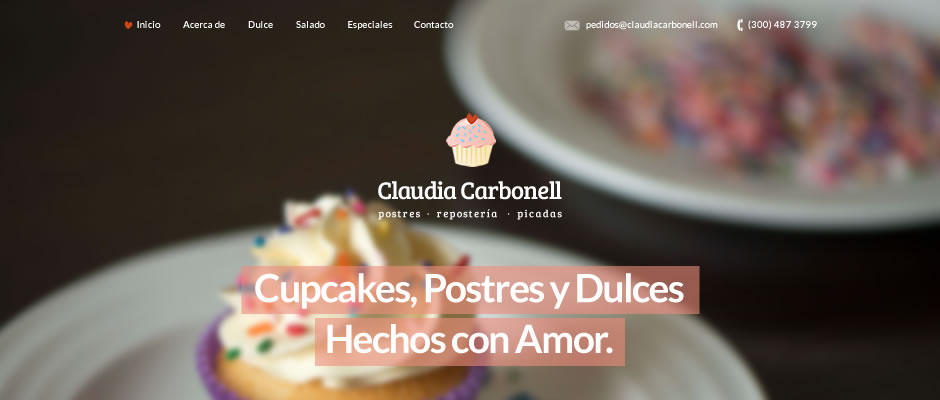 Inicio Acerca de Dulce Salado Especiales Contacto pedidos@claudiacarbonell.com (300) 487 3799
Claudia Carbonell
postres · repostería · picadas
Cupcakes, Postres y Dulces
Hechos con Amor.